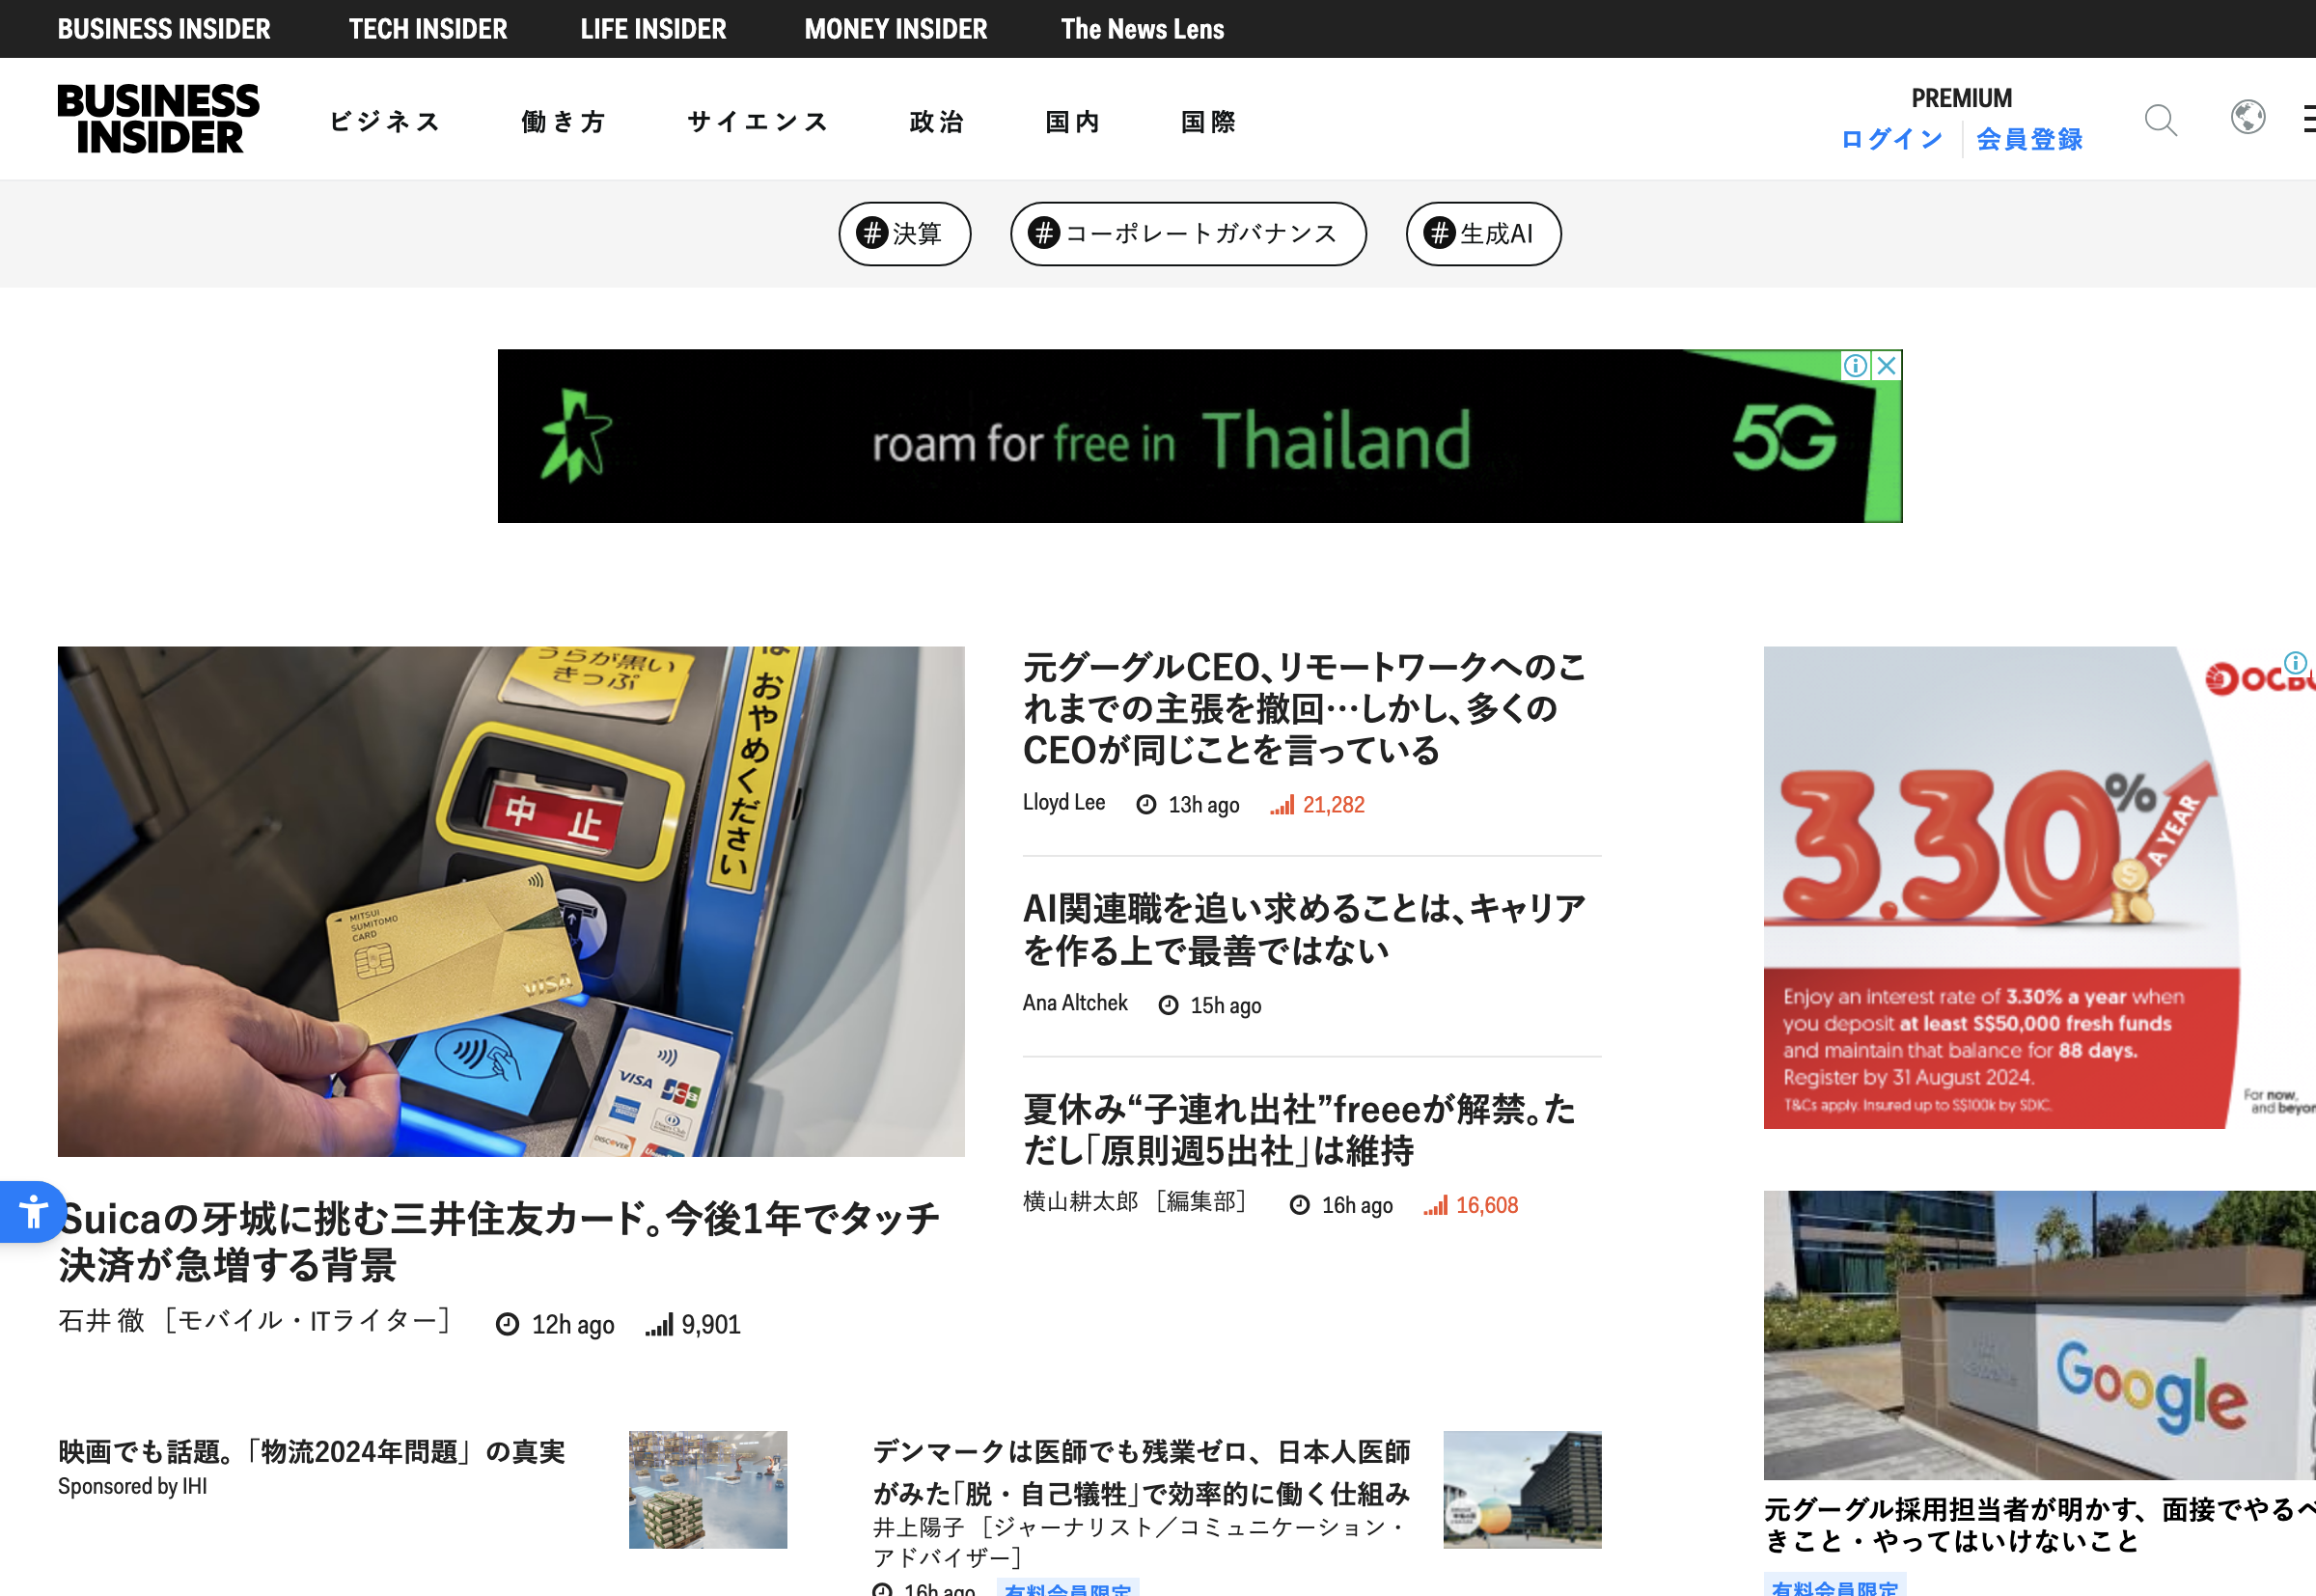 BUSINESS INSIDER
TECH INSIDER
LIFE INSIDER
MONEY INSIDER
The News Lens
BUSINESS
INSIDER
ビジネス
働き方
サイエンス
政治
国内
国際
PREMIUM
ログイン
会員登録
#決算
#コーポレートガバナンス
#生成AI
roam for free in Thailand
5G
うらが黒い
きっぷ
おやめください
中止
MITSUI
SUMITOMO
CARD
VISA
VISA
JCB
DISCOVER
Suicaの牙城に挑む三井住友カード。今後1年でタッチ
決済が急増する背景
石井 徹 [モバイル・ITライター]
12h ago
9,901
元グーグルCEO、リモートワークへのこ
れまでの主張を撤回…しかし、多くの
CEOが同じことを言っている
Lloyd Lee
13h ago
21,282
AI関連職を追い求めることは、キャリア
を作る上で最善ではない
Ana Altchek
15h ago
夏休み“子連れ出社”freeeが解禁。た
だし「原則週5出社」は維持
横山耕太郎 [編集部]
16h ago
16,608
OCB
3.30%
A YEAR
Enjoy an interest rate of 3.30% a year when
you deposit at least S$50,000 fresh funds
and maintain that balance for 88 days.
Register by 31 August 2024.
T&Cs apply. Insured up to S$100k by SDIC.
For now,
and beyon
Google
元グーグル採用担当者が明かす、面接でやるべ
きこと・やってはいけないこと
有料会員限定
映画でも話題。「物流2024年問題」の真実
Sponsored by IHI
デンマークは医師でも残業ゼロ、日本人医師
がみた「脱・自己犠牲」で効率的に働く仕組み
井上陽子 [ジャーナリスト／コミュニケーション・
アドバイザー]
16h ago
有料会員限定